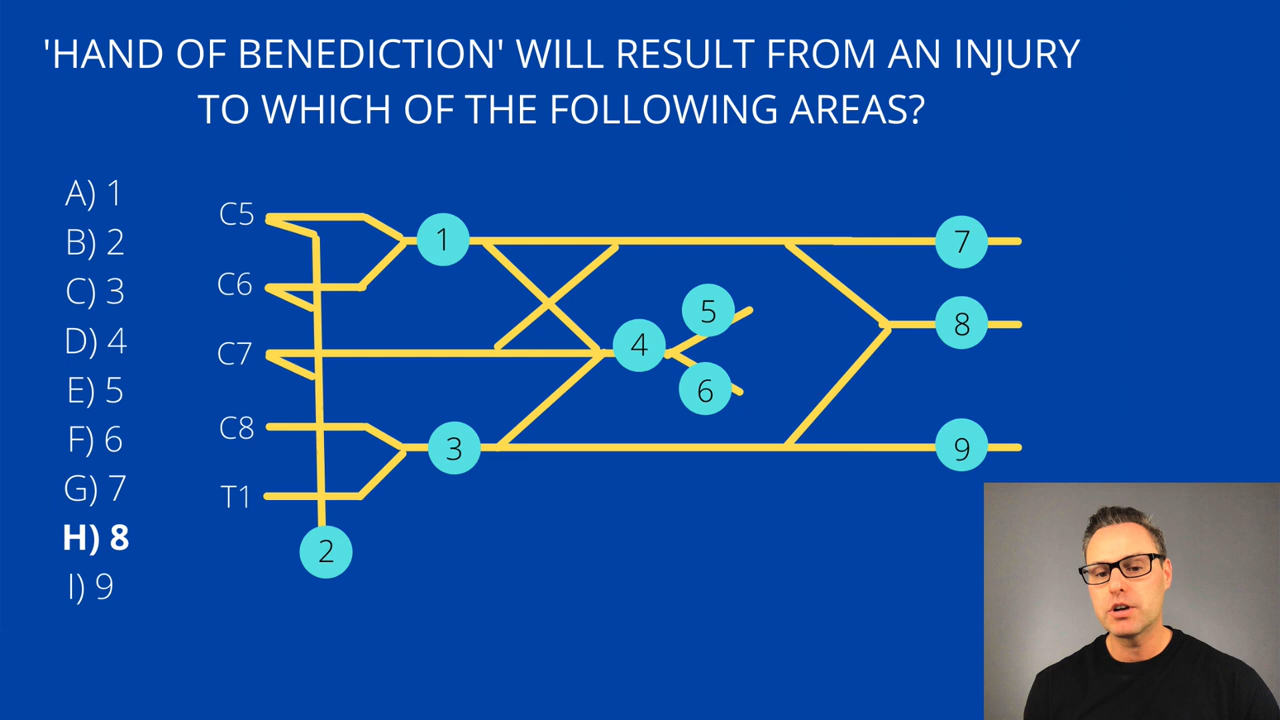 'HAND OF BENEDICTION' WILL RESULT FROM AN INJURY
TO WHICH OF THE FOLLOWING AREAS?
A) 1
B) 2
C) 3
D) 4
E) 5
F) 6
G) 7
H) 8
I) 9
C5
C6
C7
C8
T1
1
2
3
4
5
6
7
8
9